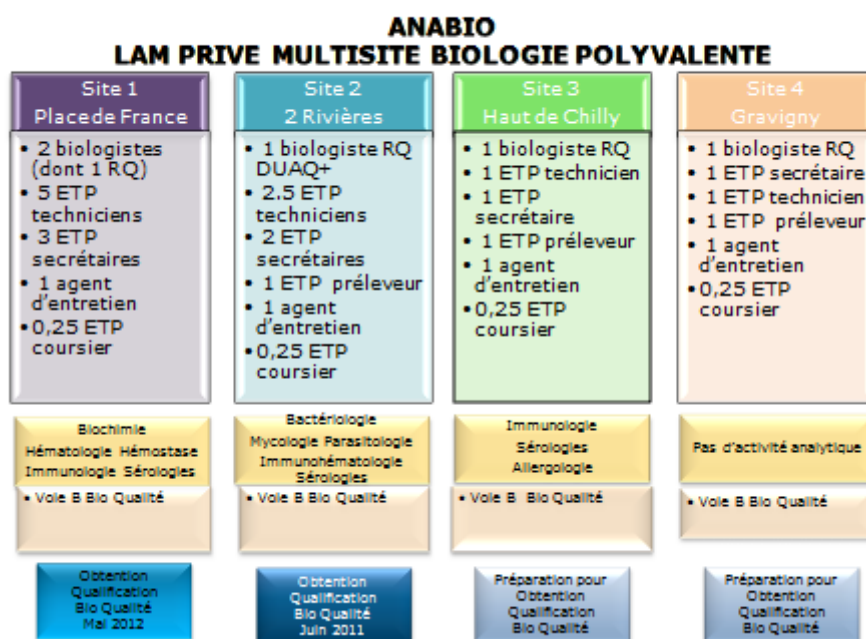 ANABIO
LAM PRIVE MULTISITE BIOLOGIE POLYVALENTE
Site 1
Place de France
• 2 biologistes
(dont 1 RQ)
• 5 ETP
techniciens
• 3 ETP
secrétaires
• 1 agent
d'entretien
• 0,25 ETP
coursier
Biochimie
Hématologie Hémostase
Immunologie Sérologies
• Voie B Bio Qualité
Obtention
Qualification
Bio Qualité
Mai 2012
Site 2
2 Rivières
• 1 biologiste RQ
DUAQ+
• 2.5 ETP
techniciens
• 2 ETP
secrétaires
• 1 ETP préleveur
• 1 agent
d'entretien
• 0,25 ETP
coursier
Bactériologie
Mycologie Parasitologie
Immunohématologie
Sérologies
• Voie B Bio Qualité
Obtention
Qualification
Bio Qualité
Juin 2011
Site 3
Haut de Chilly
• 1 biologiste RQ
• 1 ETP technicien
• 1 ETP
secrétaire
• 1 ETP préleveur
• 1 agent
d'entretien
• 0,25 ETP
coursier
Immunologie
Sérologies
Allergologie
• Voie B Bio Qualité
Préparation pour
Obtention
Qualification
Bio Qualité
Site 4
Gravigny
• 1 biologiste RQ
• 1 ETP secrétaire
• 1 ETP technicien
• 1 ETP préleveur
• 1 agent
d'entretien
• 0,25 ETP
coursier
Pas d'activité analytique
• Voie B Bio Qualité
Préparation pour
Obtention
Qualification
Bio Qualité